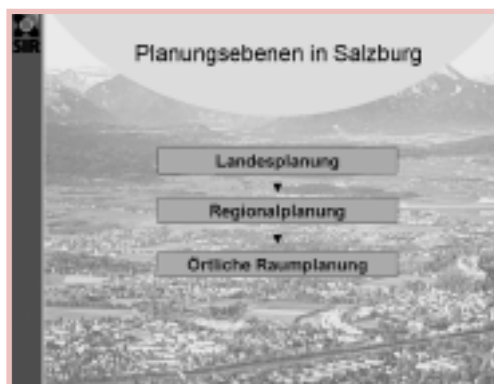 SIR
Planungsebenen in Salzburg
Landesplanung
Regionalplanung
Örtliche Raumplanung